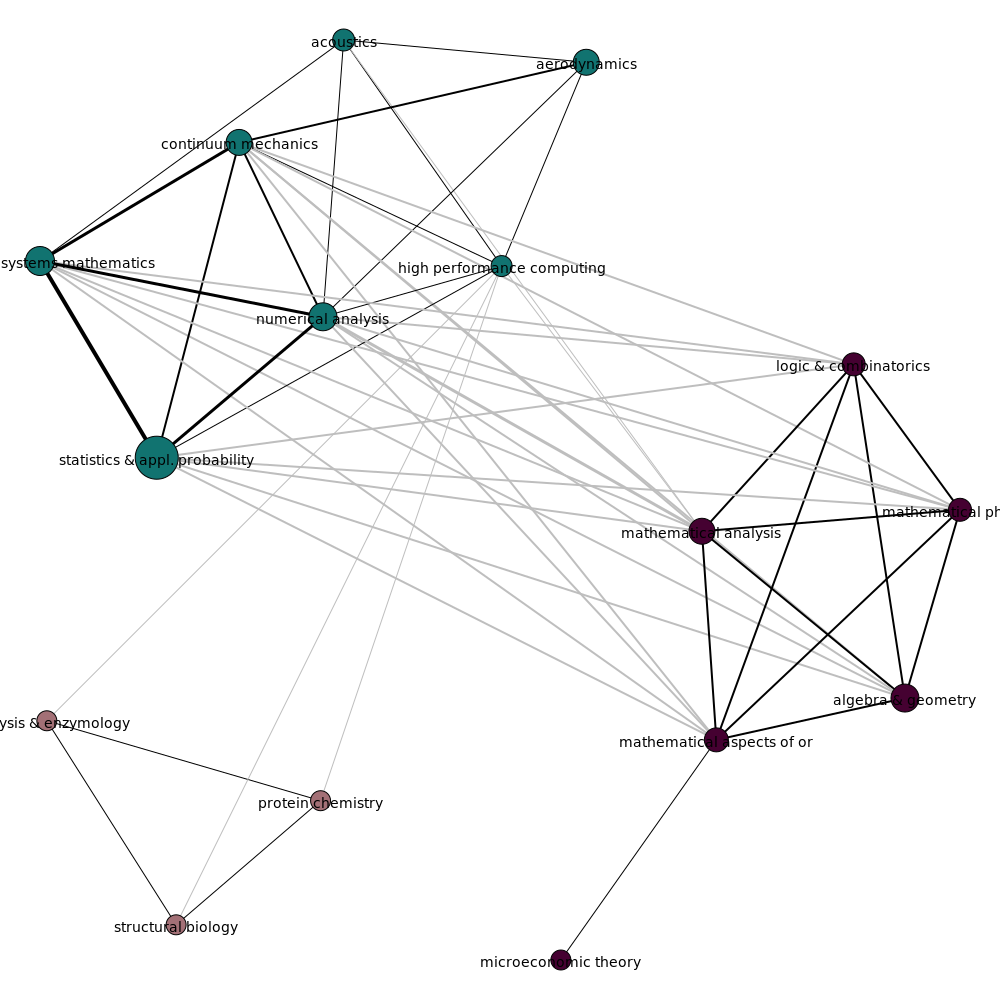 acoustics
aerodynamics
continuum mechanics
systems mathematics
high performance computing
numerical analysis
logic & combinatorics
statistics & appl. probability
mathematical ph
mathematical analysis
algebra & geometry
ysis & enzymology
mathematical aspects of or
protein chemistry
structural biology
microeconomic theory